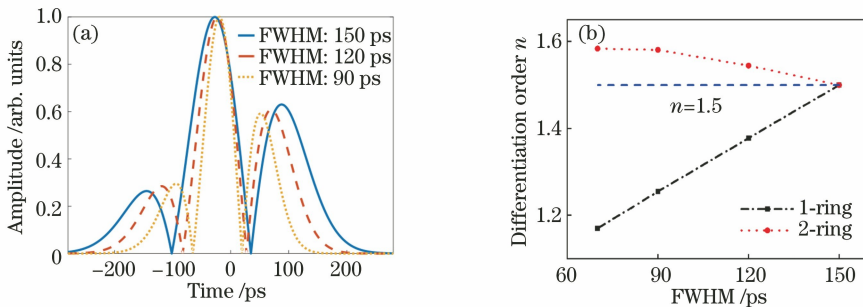 (a)
FWHM: 150 ps
FWHM: 120 ps
FWHM: 90 ps
Amplitude /arb. units
1.0
0.8
0.6
0.4
0.2
0
−200
−100
0
100
200
Time /ps
(b)
Differentiation order n
1.6
1.4
1.2
n=1.5
1-ring
2-ring
60
90
120
150
FWHM /ps